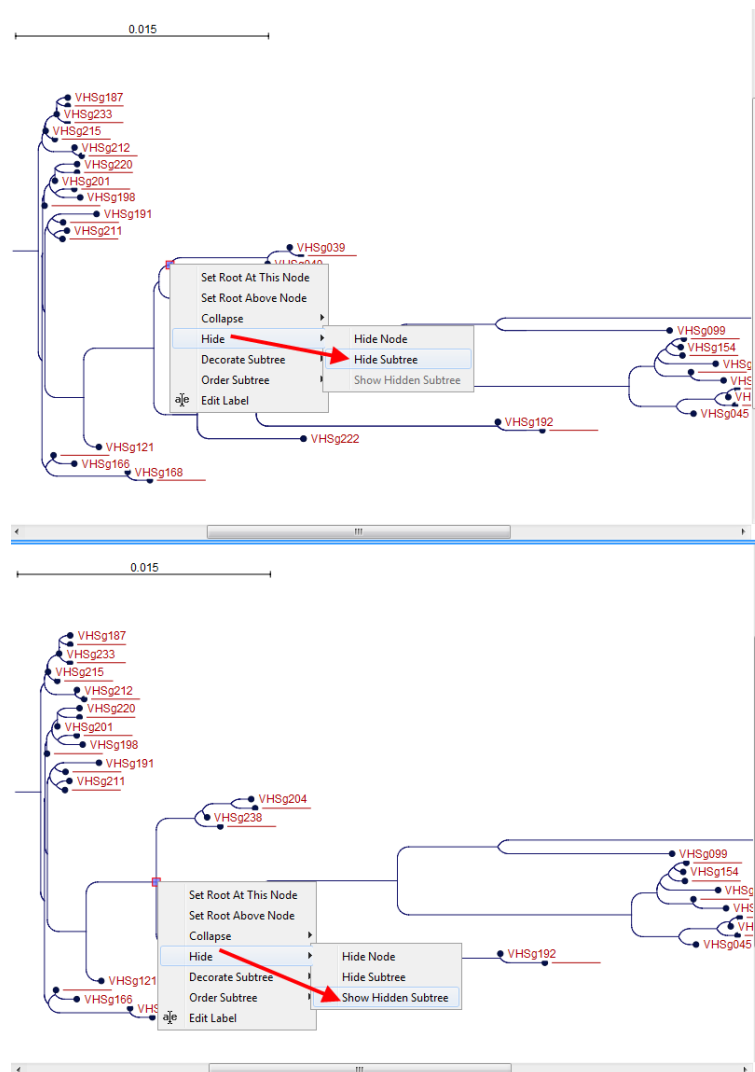 0.015
VHSg187
VHSg233
VHSg215
VHSg212
VHSg220
VHSg201
VHSg198
VHSg191
VHSg211
VHSg039
Set Root At This Node
Set Root Above Node
Collapse
Hide
Hide Node
VHSg099
Decorate Subtree
Hide Subtree
VHSg154
Order Subtree
Show Hidden Subtree
Edit Label
VHSg045
VHSg192
VHSg222
VHSg121
VHSg166
VHSg168
0.015
VHSg187
VHSg233
VHSg215
VHSg212
VHSg220
VHSg201
VHSg198
VHSg191
VHSg211
VHSg204
VHSg238
VHSg099
VHSg154
Set Root At This Node
Set Root Above Node
Collapse
VHSg045
Hide
Hide Node
VHSg192
Decorate Subtree
Hide Subtree
VHSg121
Order Subtree
Show Hidden Subtree
VHSg166
Edit Label